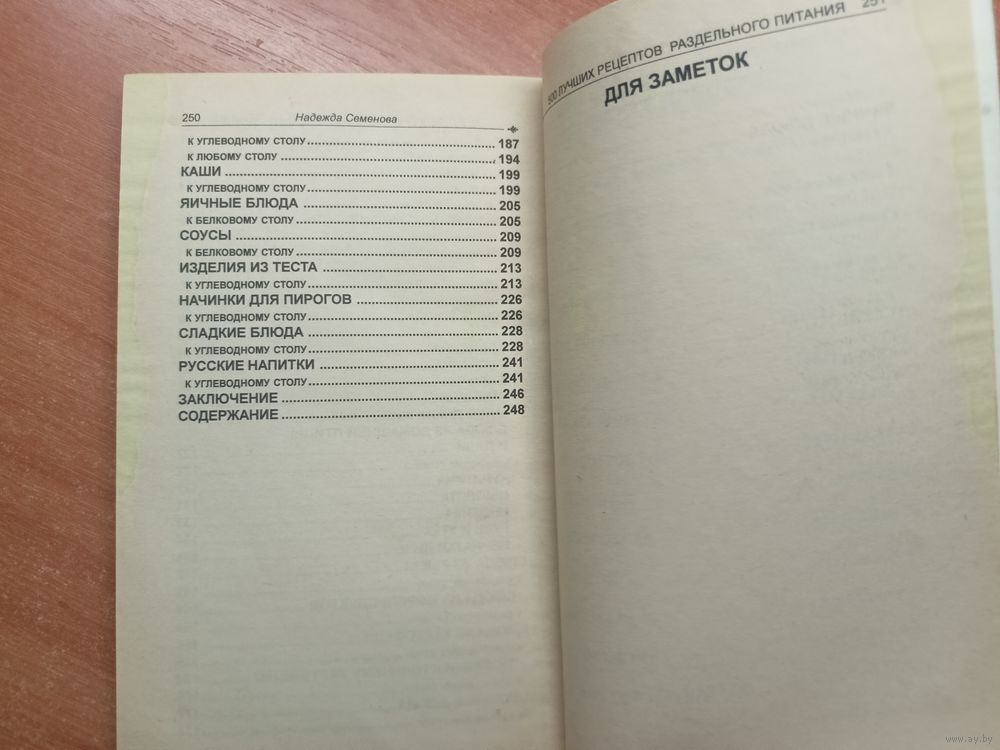 250 Надежда Семенова
К УГЛЕВОДНОМУ СТОЛУ 187
К ЛЮБОМУ СТОЛУ 194
КАШИ 199
К УГЛЕВОДНОМУ СТОЛУ 199
ЯИЧНЫЕ БЛЮДА 205
К БЕЛКОВОМУ СТОЛУ 205
СОУСЫ 209
К БЕЛКОВОМУ СТОЛУ 209
ИЗДЕЛИЯ ИЗ ТЕСТА 213
К УГЛЕВОДНОМУ СТОЛУ 213
НАЧИНКИ ДЛЯ ПИРОГОВ 226
К УГЛЕВОДНОМУ СТОЛУ 226
СЛАДКИЕ БЛЮДА 228
К УГЛЕВОДНОМУ СТОЛУ 228
РУССКИЕ НАПИТКИ 241
К УГЛЕВОДНОМУ СТОЛУ 241
ЗАКЛЮЧЕНИЕ 246
СОДЕРЖАНИЕ 248
500 ЛУЧШИХ РЕЦЕПТОВ РАЗДЕЛЬНОГО ПИТАНИЯ 251
ДЛЯ ЗАМЕТОК
www.ay.by